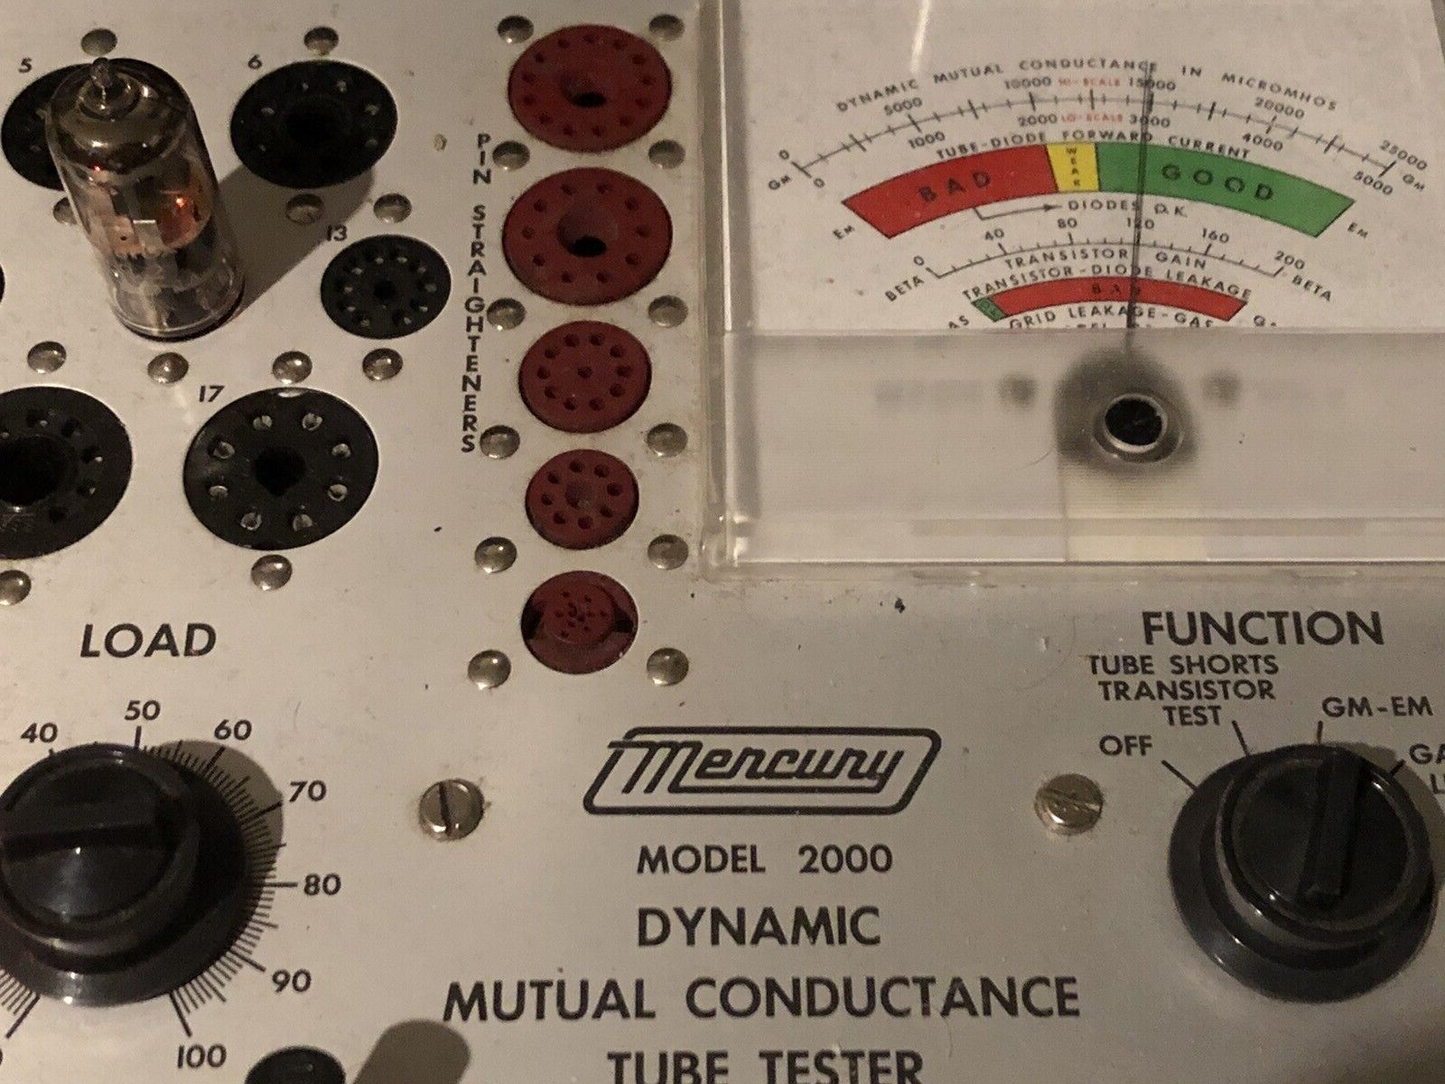 5
6
13
17
PIN STRAIGHTENERS
DYNAMIC MUTUAL CONDUCTANCE IN MICROMHOS
0 5000 10000 HI-SCALE 15000 20000 25000
GM 0 1000 2000 LO-SCALE 3000 4000 5000 GM
TUBE-DIODE FORWARD CURRENT
EM BAD WEAK GOOD EM
DIODES O.K.
BETA 0 40 80 120 160 200 BETA
TRANSISTOR GAIN
TRANSISTOR-DIODE LEAKAGE
BAD
GRID LEAKAGE-GAS
LOAD
40 50 60 70 80 90 100
FUNCTION
TUBE SHORTS
TRANSISTOR
TEST
GM-EM
OFF
GA
L
Mercury
MODEL 2000
DYNAMIC
MUTUAL CONDUCTANCE
TUBE TESTER